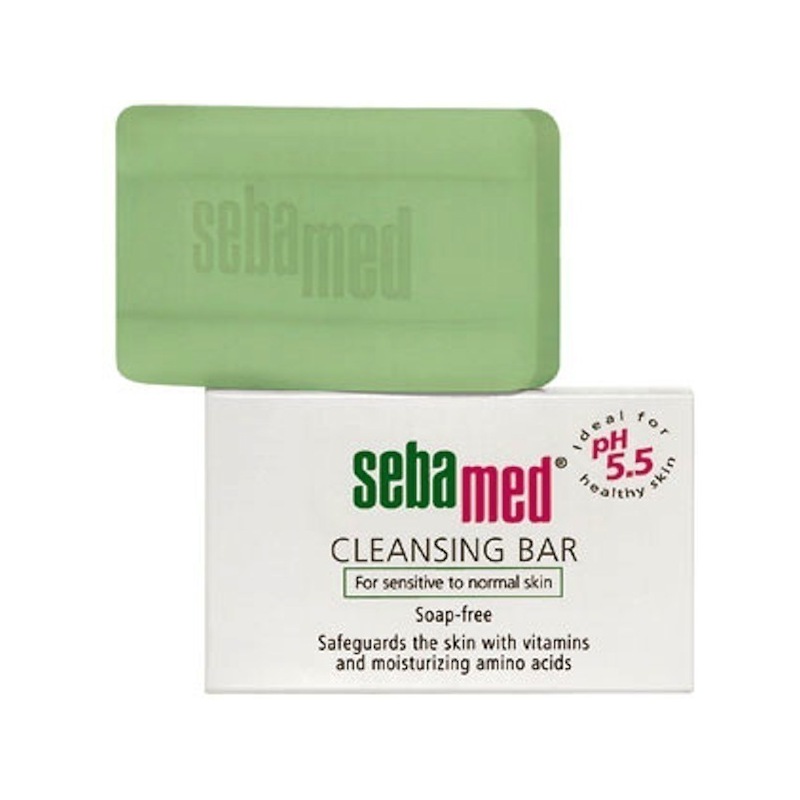 sebamed
sebamed®
ideal for
pH
5.5
healthy skin
CLEANSING BAR
For sensitive to normal skin
Soap-free
Safeguards the skin with vitamins
and moisturizing amino acids